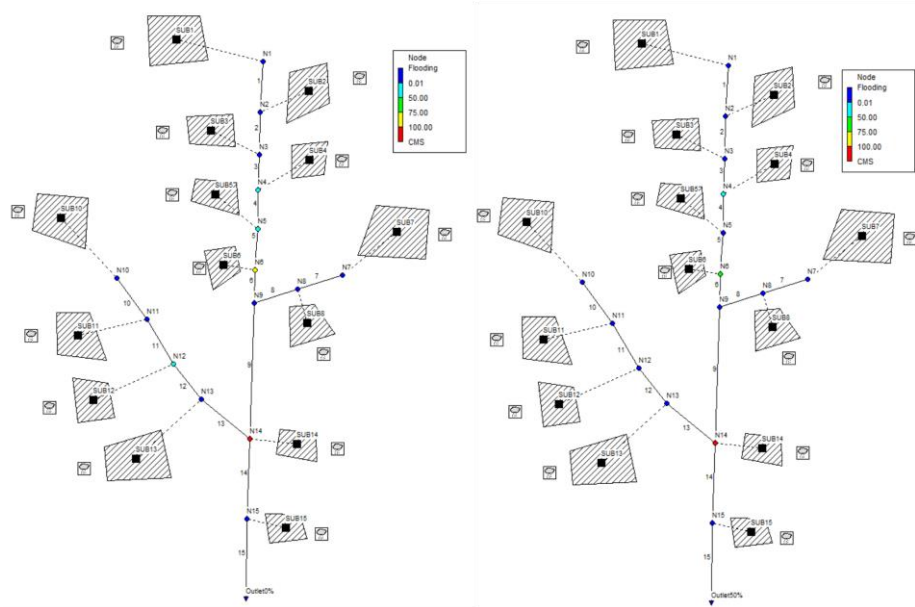 SUB1
N1
1
SUB2
N2
2
SUB3
N3
3
SUB4
N4
4
SUB5?
N5
5
SUB6
N6
6
SUB7
N7
7
N8
8
N9
SUB8
9
SUB10
N10
10
N11
SUB11
11
N12
SUB12
12
N13
SUB13
13
N14
SUB14
14
N15
SUB15
15
Outlet0%
Node
Flooding
0.01
50.00
75.00
100.00
CMS
SUB1
N1
1
SUB2
N2
2
SUB3
N3
3
SUB4
N4
4
SUB5?
N5
5
SUB6
N6
6
SUB7
N7
7
N8
8
N9
SUB8
9
SUB10
N10
10
N11
SUB11
11
N12
SUB12
12
N13
SUB13
13
N14
SUB14
14
N15
SUB15
15
Outlet50%
Node
Flooding
0.01
50.00
75.00
100.00
CMS